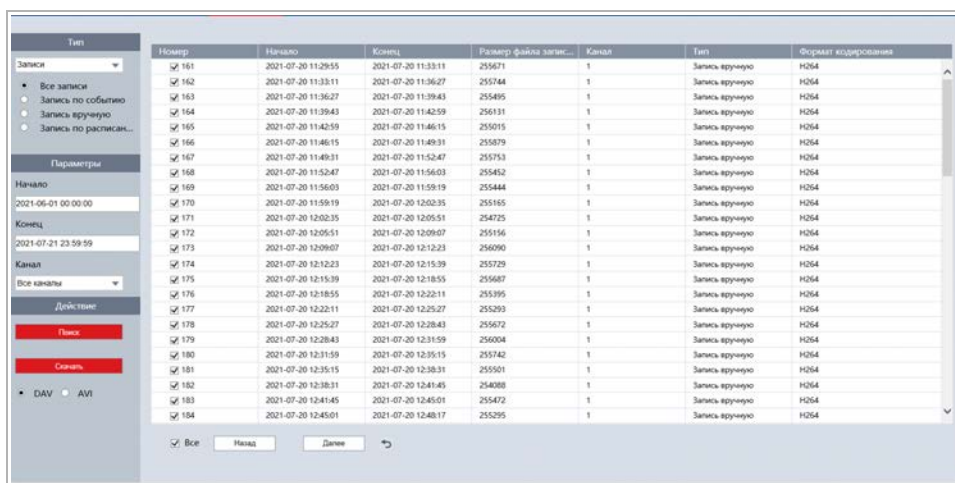 Тип
Записи
Все записи
Запись по событию
Запись вручную
Запись по расписан...
Параметры
Начало
2021-06-01 00:00:00
Конец
2021-07-21 23:59:59
Канал
Все каналы
Действие
Поиск
Скачать
DAV AVI
Номер Начало Конец Размер файла запис... Канал Тип Формат кодирования
161 2021-07-20 11:29:55 2021-07-20 11:33:11 255671 1 Запись вручную H264
162 2021-07-20 11:33:11 2021-07-20 11:36:27 255744 1 Запись вручную H264
163 2021-07-20 11:36:27 2021-07-20 11:39:43 255495 1 Запись вручную H264
164 2021-07-20 11:39:43 2021-07-20 11:42:59 256131 1 Запись вручную H264
165 2021-07-20 11:42:59 2021-07-20 11:46:15 255015 1 Запись вручную H264
166 2021-07-20 11:46:15 2021-07-20 11:49:31 255879 1 Запись вручную H264
167 2021-07-20 11:49:31 2021-07-20 11:52:47 255753 1 Запись вручную H264
168 2021-07-20 11:52:47 2021-07-20 11:56:03 255452 1 Запись вручную H264
169 2021-07-20 11:56:03 2021-07-20 11:59:19 255444 1 Запись вручную H264
170 2021-07-20 11:59:19 2021-07-20 12:02:35 255165 1 Запись вручную H264
171 2021-07-20 12:02:35 2021-07-20 12:05:51 254725 1 Запись вручную H264
172 2021-07-20 12:05:51 2021-07-20 12:09:07 255156 1 Запись вручную H264
173 2021-07-20 12:09:07 2021-07-20 12:12:23 256090 1 Запись вручную H264
174 2021-07-20 12:12:23 2021-07-20 12:15:39 255729 1 Запись вручную H264
175 2021-07-20 12:15:39 2021-07-20 12:18:55 255687 1 Запись вручную H264
176 2021-07-20 12:18:55 2021-07-20 12:22:11 255395 1 Запись вручную H264
177 2021-07-20 12:22:11 2021-07-20 12:25:27 255293 1 Запись вручную H264
178 2021-07-20 12:25:27 2021-07-20 12:28:43 255672 1 Запись вручную H264
179 2021-07-20 12:28:43 2021-07-20 12:31:59 256004 1 Запись вручную H264
180 2021-07-20 12:31:59 2021-07-20 12:35:15 255742 1 Запись вручную H264
181 2021-07-20 12:35:15 2021-07-20 12:38:31 255501 1 Запись вручную H264
182 2021-07-20 12:38:31 2021-07-20 12:41:45 254088 1 Запись вручную H264
183 2021-07-20 12:41:45 2021-07-20 12:45:01 255472 1 Запись вручную H264
184 2021-07-20 12:45:01 2021-07-20 12:48:17 255295 1 Запись вручную H264
Все Назад Далее